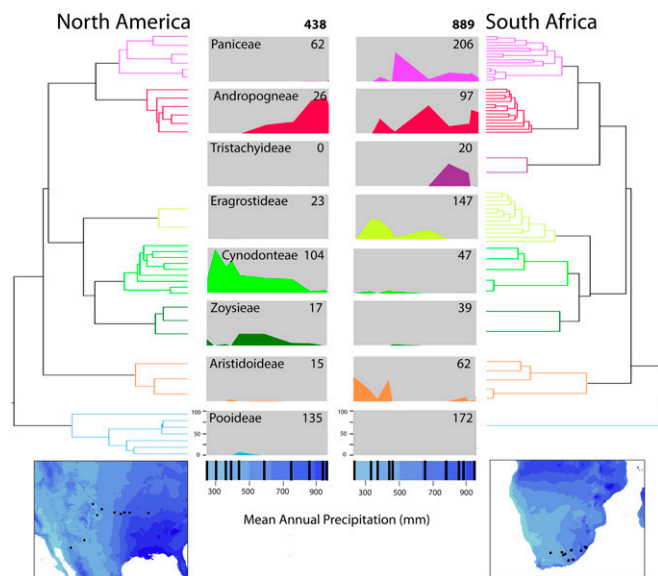 North America 438 889 South Africa
Paniceae 62 206
Andropogneae 26 97
Tristachyideae 0 20
Eragrostideae 23 147
Cynodonteae 104 47
Zoysieae 17 39
Aristidoideae 15 62
Pooideae 135 172
100 100
50 50
0 0
300 500 700 900 300 500 700 900
Mean Annual Precipitation (mm)